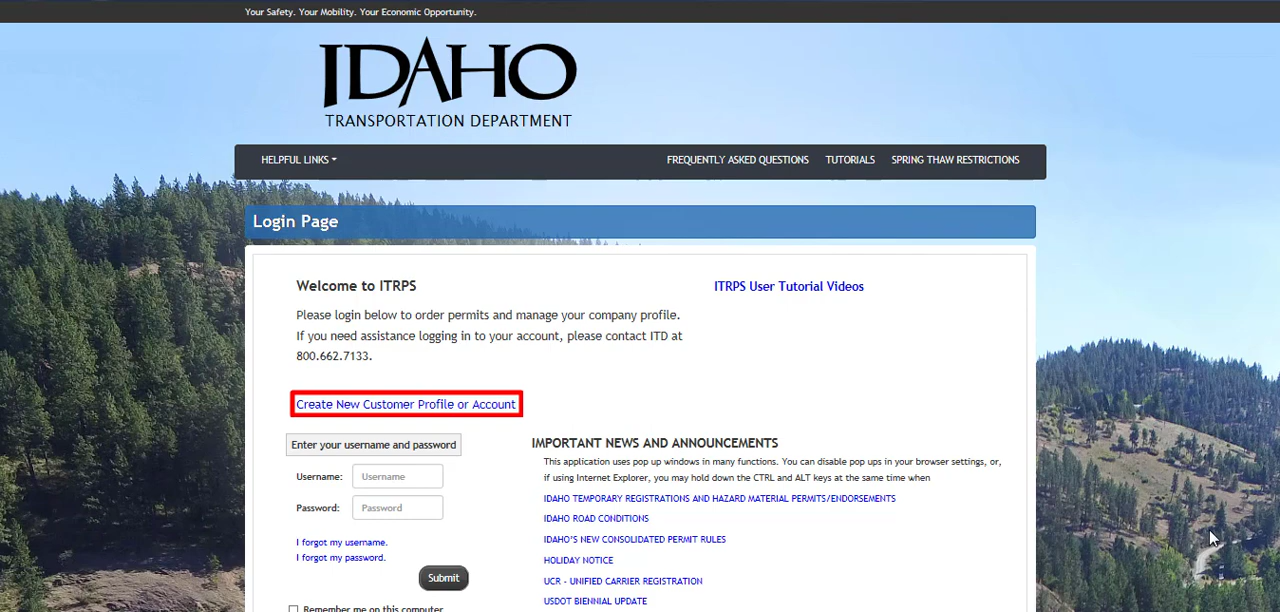 Your Safety. Your Mobility. Your Economic Opportunity.
IDAHO
TRANSPORTATION DEPARTMENT
HELPFUL LINKS
FREQUENTLY ASKED QUESTIONS
TUTORIALS
SPRING THAW RESTRICTIONS
Login Page
Welcome to ITRPS
ITRPS User Tutorial Videos
Please login below to order permits and manage your company profile.
If you need assistance logging in to your account, please contact ITD at
800.662.7133.
Create New Customer Profile or Account
Enter your username and password
Username:
Username
Password:
Password
I forgot my username.
I forgot my password.
Submit
Remember me on this computer
IMPORTANT NEWS AND ANNOUNCEMENTS
This application uses pop up windows in many functions. You can disable pop ups in your browser settings, or,
if using Internet Explorer, you may hold down the CTRL and ALT keys at the same time when
IDAHO TEMPORARY REGISTRATIONS AND HAZARD MATERIAL PERMITS/ENDORSEMENTS
IDAHO ROAD CONDITIONS
IDAHO'S NEW CONSOLIDATED PERMIT RULES
HOLIDAY NOTICE
UCR - UNIFIED CARRIER REGISTRATION
USDOT BIENNIAL UPDATE